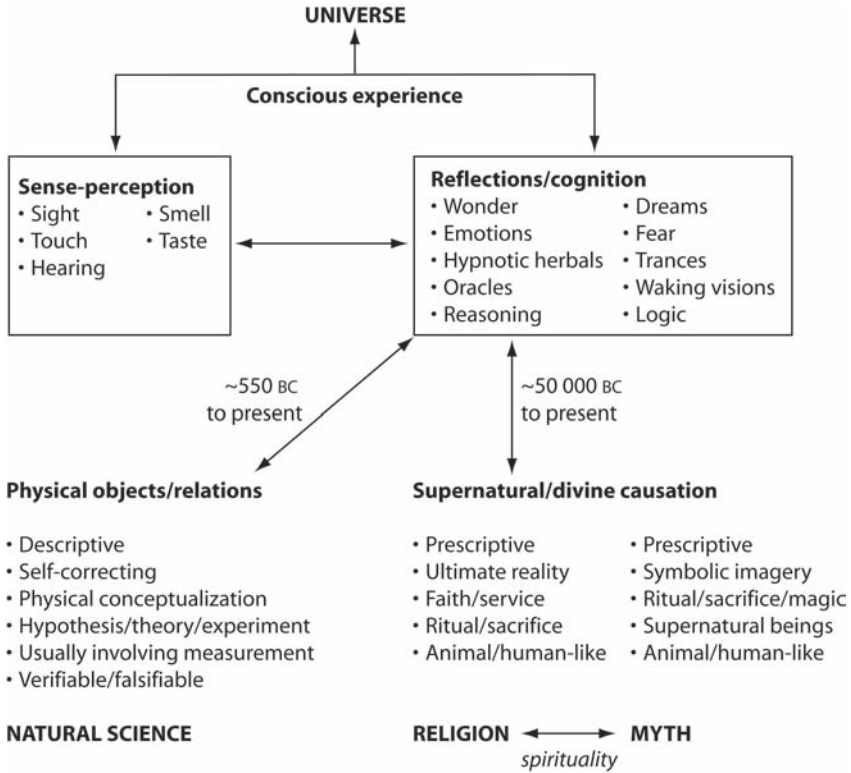 UNIVERSE
Conscious experience
Sense-perception
• Sight
• Smell
• Touch
• Taste
• Hearing
Reflections/cognition
• Wonder
• Dreams
• Emotions
• Fear
• Hypnotic herbals
• Trances
• Oracles
• Waking visions
• Reasoning
• Logic
~550 BC
to present
~50 000 BC
to present
Physical objects/relations
• Descriptive
• Self-correcting
• Physical conceptualization
• Hypothesis/theory/experiment
• Usually involving measurement
• Verifiable/falsifiable
NATURAL SCIENCE
Supernatural/divine causation
• Prescriptive
• Ultimate reality
• Faith/service
• Ritual/sacrifice
• Animal/human-like
• Prescriptive
• Symbolic imagery
• Ritual/sacrifice/magic
• Supernatural beings
• Animal/human-like
RELIGION
MYTH
spirituality